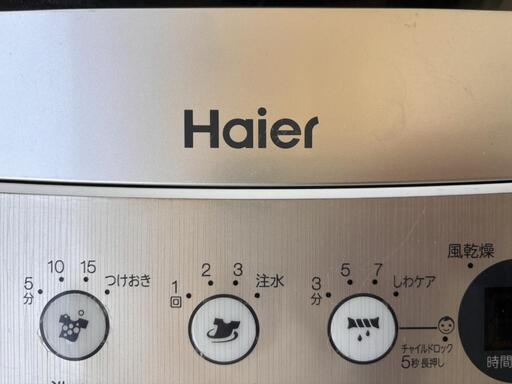 Haier
5分 10 15 つけおき
1回 2 3 注水
3分 5 7 しわケア
風乾燥
チャイルドロック
5秒長押し
時間